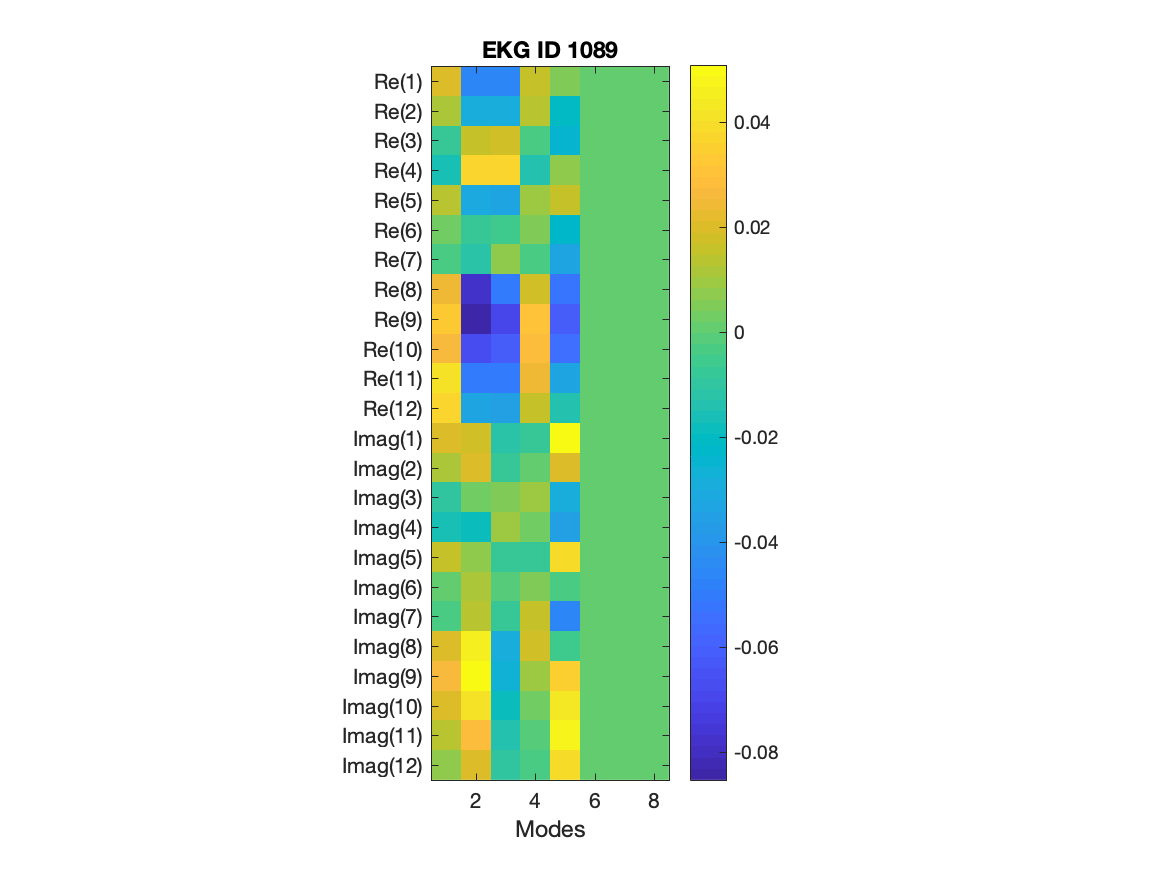 EKG ID 1089
Re(1)
Re(2)
Re(3)
Re(4)
Re(5)
Re(6)
Re(7)
Re(8)
Re(9)
Re(10)
Re(11)
Re(12)
Imag(1)
Imag(2)
Imag(3)
Imag(4)
Imag(5)
Imag(6)
Imag(7)
Imag(8)
Imag(9)
Imag(10)
Imag(11)
Imag(12)
2 4 6 8
Modes
0.04
0.02
0
-0.02
-0.04
-0.06
-0.08